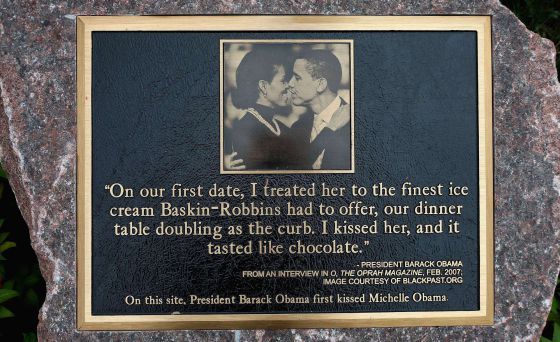 “On our first date, I treated her to the finest ice
cream Baskin-Robbins had to offer, our dinner
table doubling as the curb. I kissed her, and it
tasted like chocolate.”
- PRESIDENT BARACK OBAMA
FROM AN INTERVIEW IN O, THE OPRAH MAGAZINE, FEB. 2007;
IMAGE COURTESY OF BLACKPAST.ORG
On this site, President Barack Obama first kissed Michelle Obama.